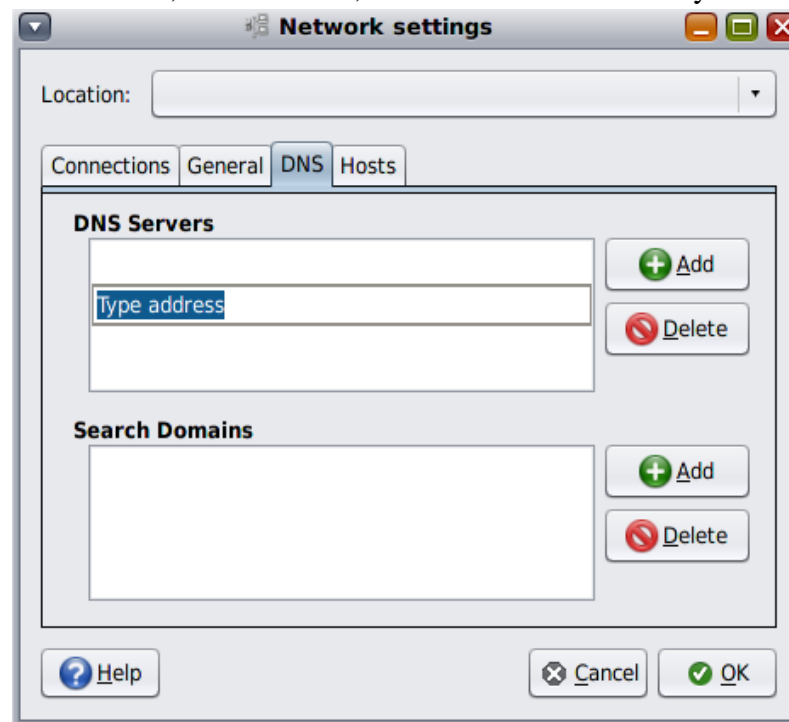 Network settings
Location:
Connections General DNS Hosts
DNS Servers
Add
Type address
Delete
Search Domains
Add
Delete
Help Cancel OK